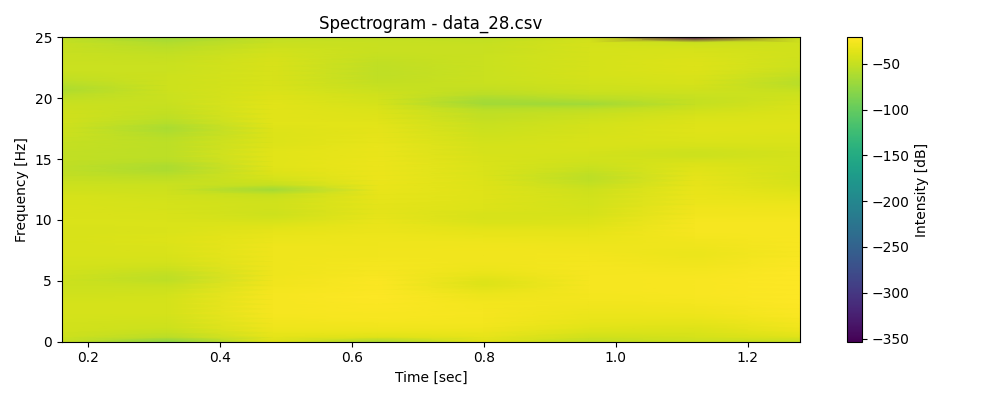 Spectrogram - data_28.csv
25
20
15
10
5
0
Frequency [Hz]
0.2 0.4 0.6 0.8 1.0 1.2
Time [sec]
−50
−100
−150
−200
−250
−300
−350
Intensity [dB]